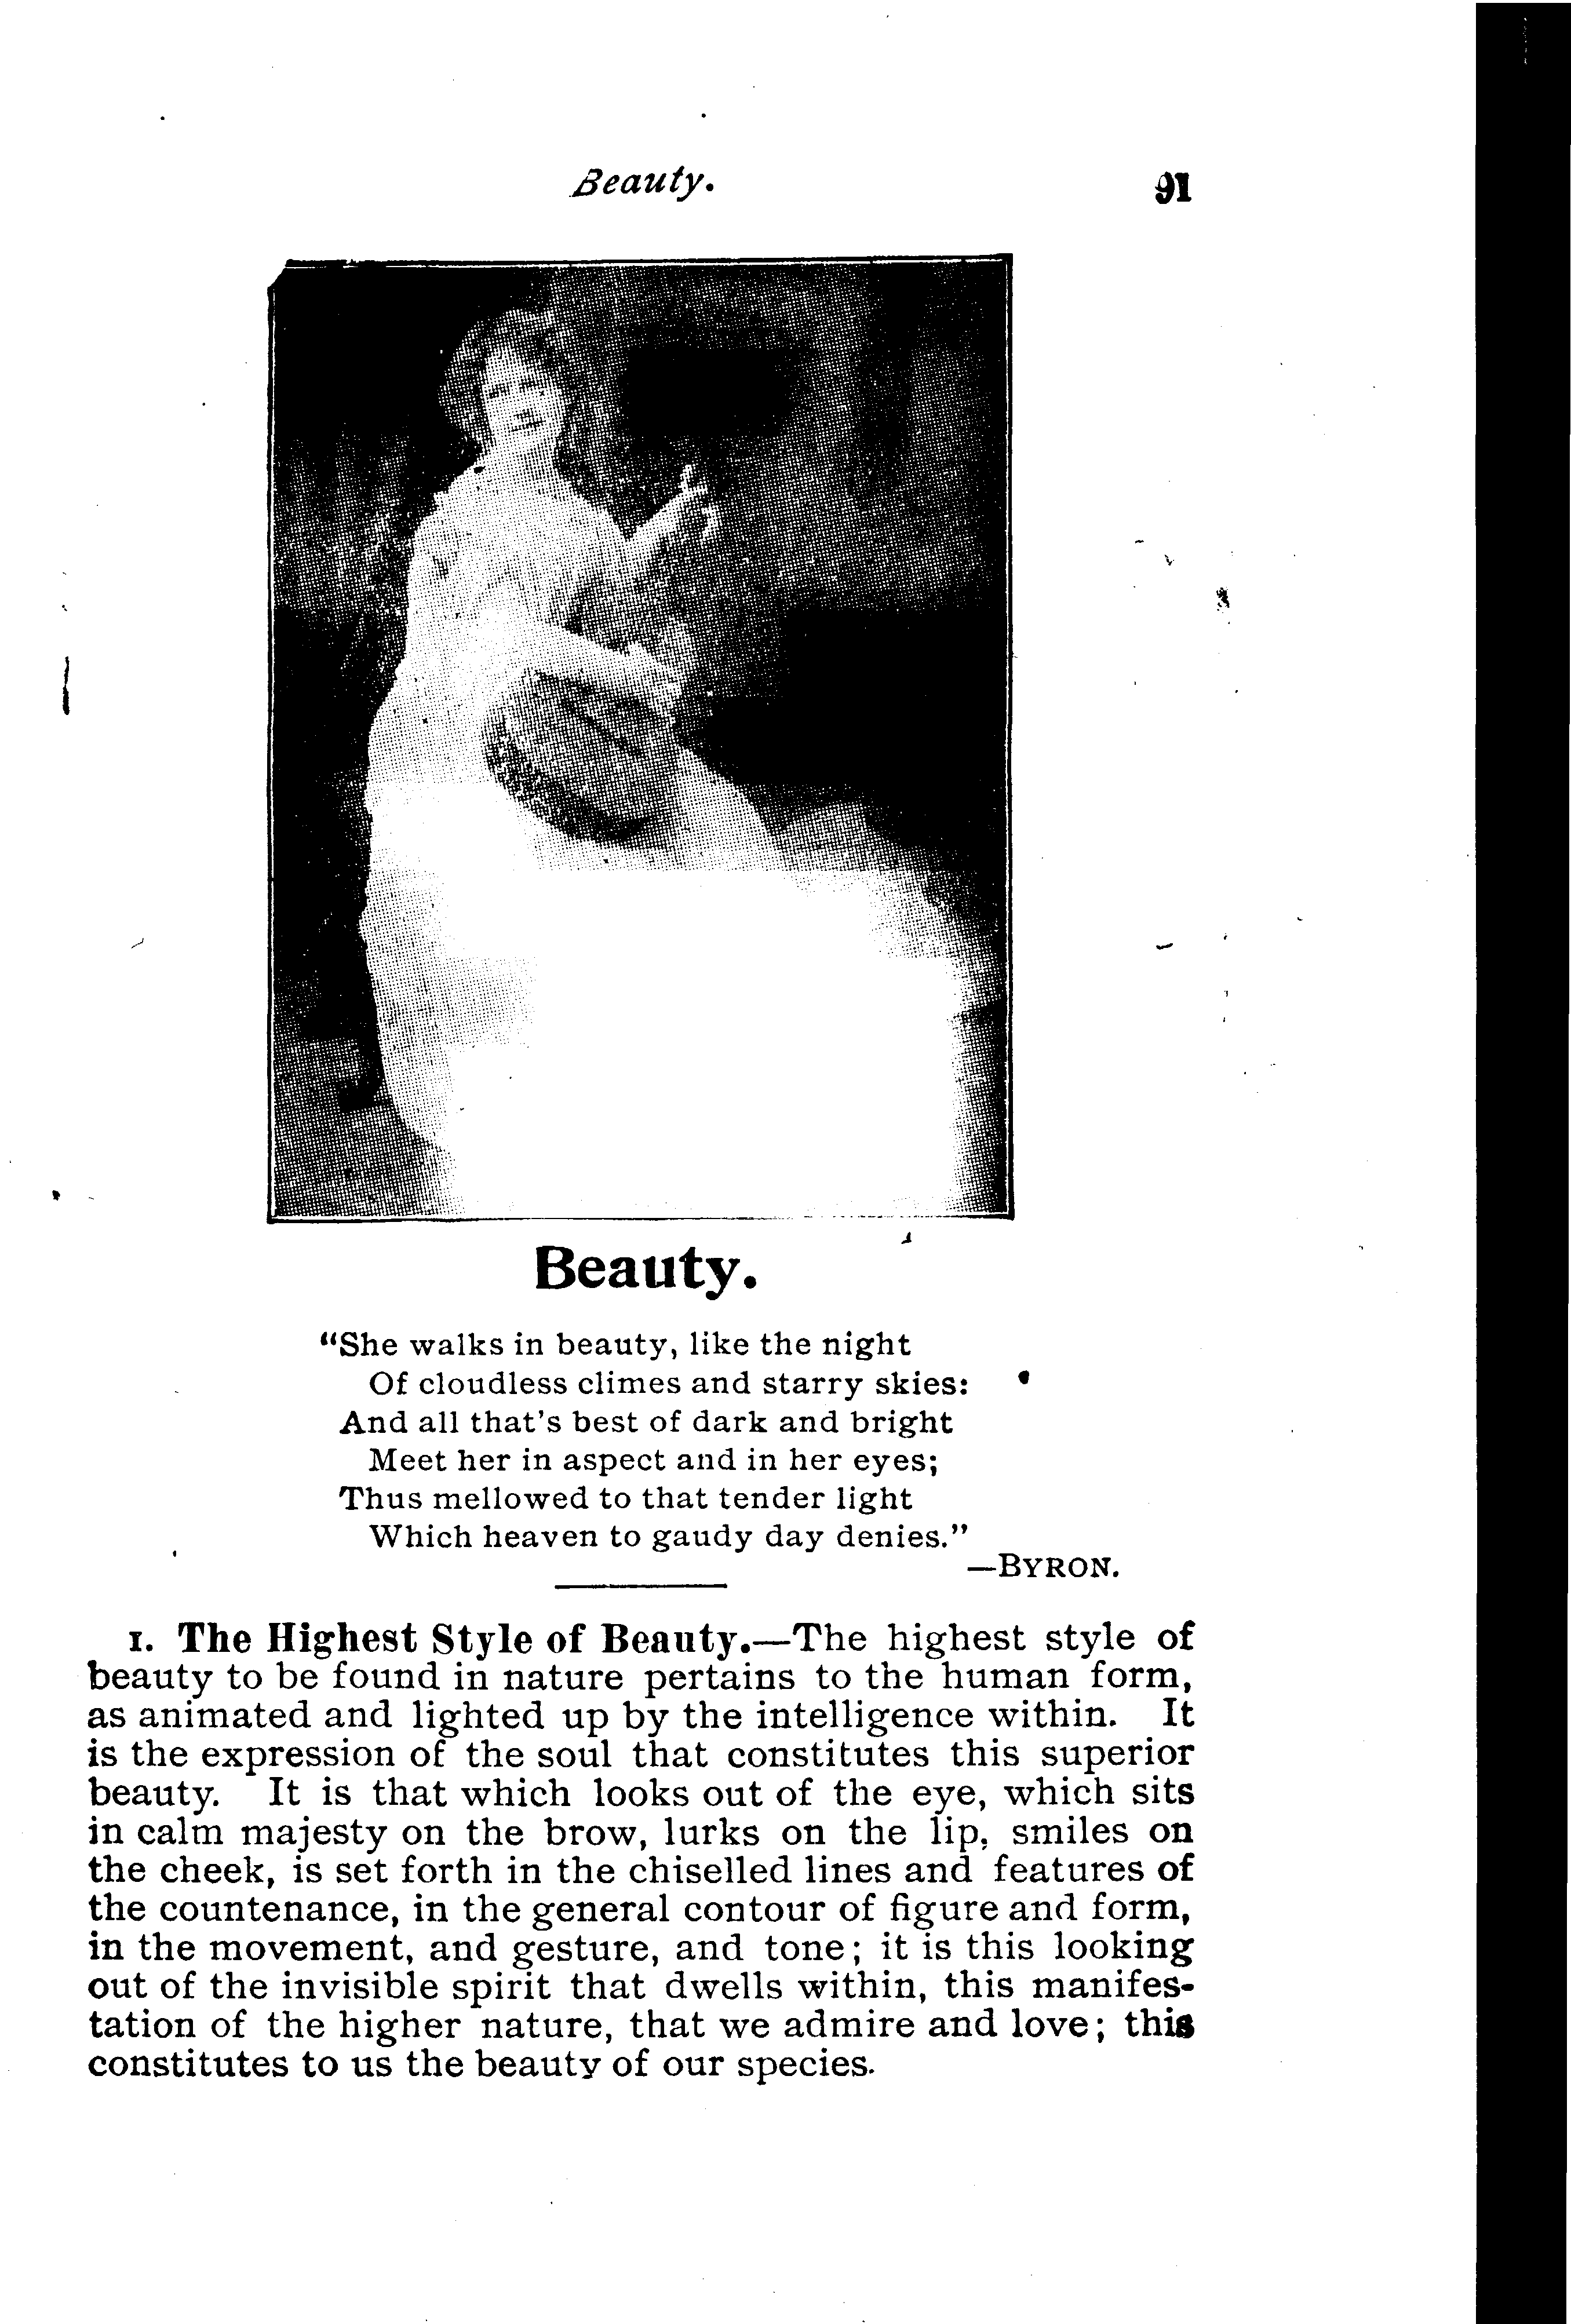 Beauty. 91
Beauty.
“She walks in beauty, like the night
Of cloudless climes and starry skies:
And all that's best of dark and bright
Meet her in aspect and in her eyes;
Thus mellowed to that tender light
Which heaven to gaudy day denies.”
—BYRON.
1. The Highest Style of Beauty.—The highest style of
beauty to be found in nature pertains to the human form,
as animated and lighted up by the intelligence within. It
is the expression of the soul that constitutes this superior
beauty. It is that which looks out of the eye, which sits
in calm majesty on the brow, lurks on the lip, smiles on
the cheek, is set forth in the chiselled lines and features of
the countenance, in the general contour of figure and form,
in the movement, and gesture, and tone; it is this looking
out of the invisible spirit that dwells within, this manifes-
tation of the higher nature, that we admire and love; this
constitutes to us the beauty of our species.